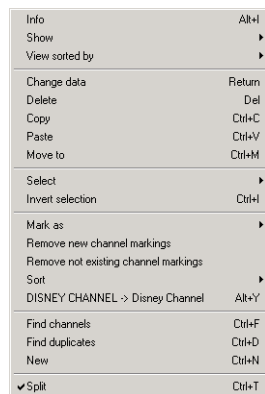 Info Alt+I
Show
View sorted by
Change data Return
Delete Del
Copy Ctrl+C
Paste Ctrl+V
Move to Ctrl+M
Select
Invert selection Ctrl+I
Mark as
Remove new channel markings
Remove not existing channel markings
Sort
DISNEY CHANNEL -> Disney Channel Alt+Y
Find channels Ctrl+F
Find duplicates Ctrl+D
New Ctrl+N
Split Ctrl+T